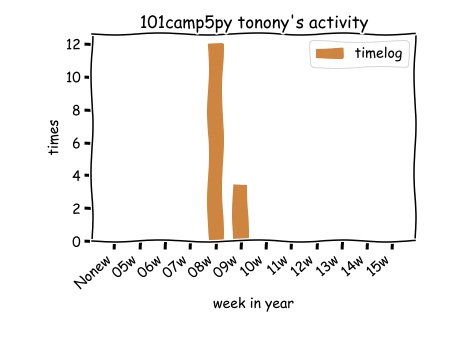 101camp5py tonony's activity
timelog
times
12
10
8
6
4
2
0
Nonew 05w 06w 07w 08w 09w 10w 11w 12w 13w 14w 15w
week in year